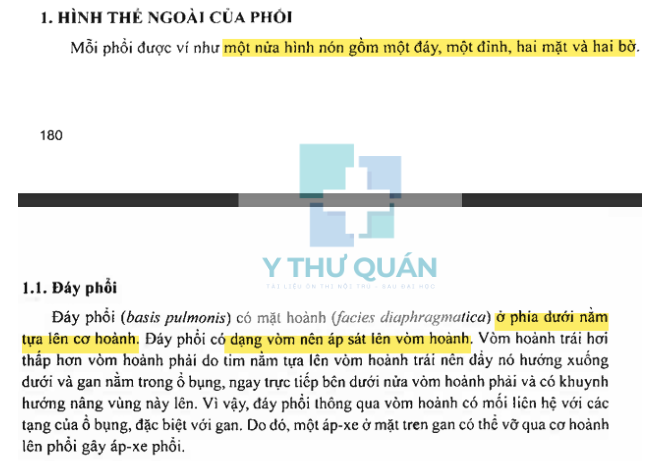 1. HÌNH THỂ NGOÀI CỦA PHỔI
Mỗi phổi được ví như một nửa hình nón gồm một đáy, một đỉnh, hai mặt và hai bờ.
180
Y THƯ QUÁN
TÀI LIỆU ÔN THI NỘI TRÚ - SAU ĐẠI HỌC
1.1. Đáy phổi
Đáy phổi (basis pulmonis) có mặt hoành (facies diaphragmatica) ở phía dưới nằm
tựa lên cơ hoành. Đáy phổi có dạng vòm nên áp sát lên vòm hoành. Vòm hoành trái hơi
thấp hơn vòm hoành phải do tim nằm tựa lên vòm hoành trái nên dầy nó hướng xuống
dưới và gan nằm trong ổ bụng, ngay trực tiếp bên dưới nửa vòm hoành phải và có khuynh
hướng nâng vùng này lên. Vì vậy, đáy phổi thông qua vòm hoành có mối liên hệ với các
tạng của ổ bụng, đặc biệt với gan. Do đó, một áp-xe ở mặt tren gan có thể vỡ qua cơ hoành
lên phổi gây áp-xe phổi.